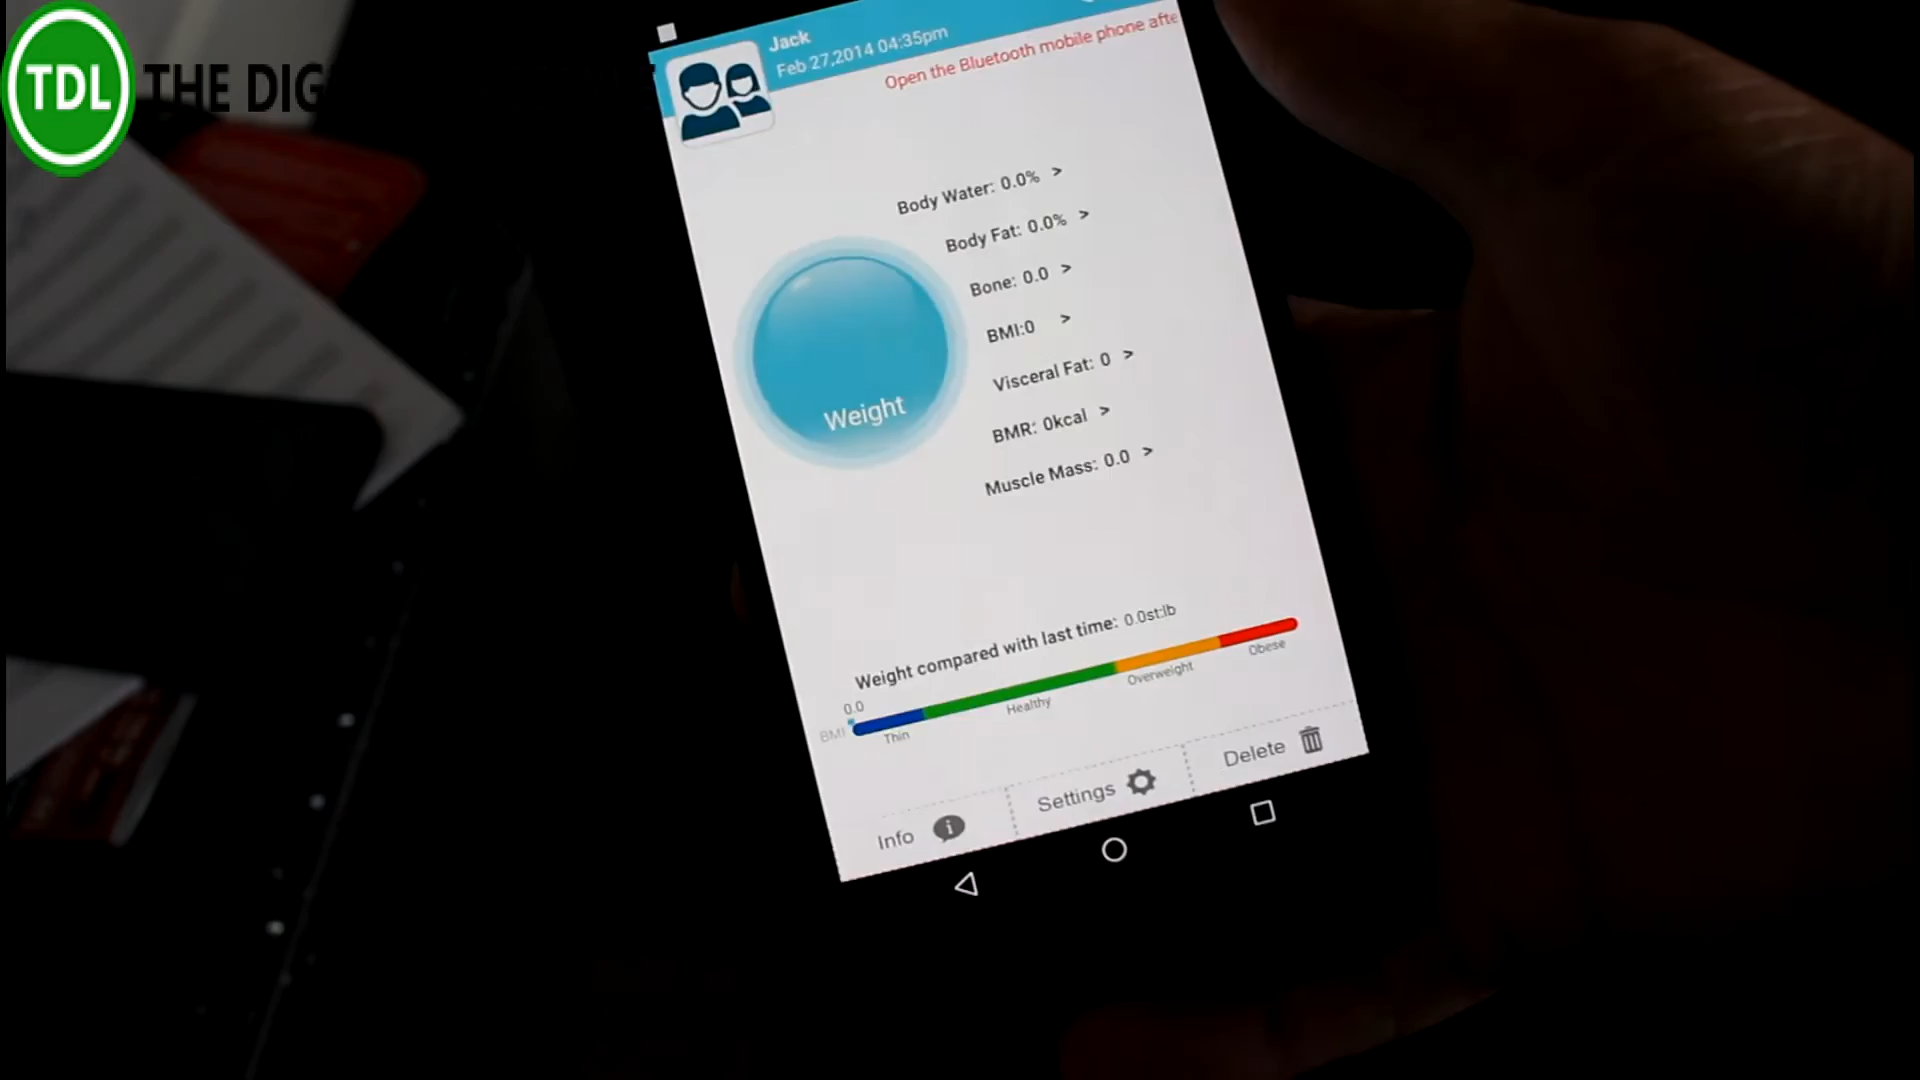 TDL THE DIG
Jack
Feb 27,2014 04:35pm
Open the Bluetooth mobile phone afte
Body Water: 0.0% >
Body Fat: 0.0% >
Bone: 0.0 >
BMI:0 >
Visceral Fat: 0 >
BMR: 0kcal >
Muscle Mass: 0.0 >
Weight
Weight compared with last time: 0.0st:lb
0.0
BMI
Thin
Healthy
Overweight
Obese
Info
Settings
Delete